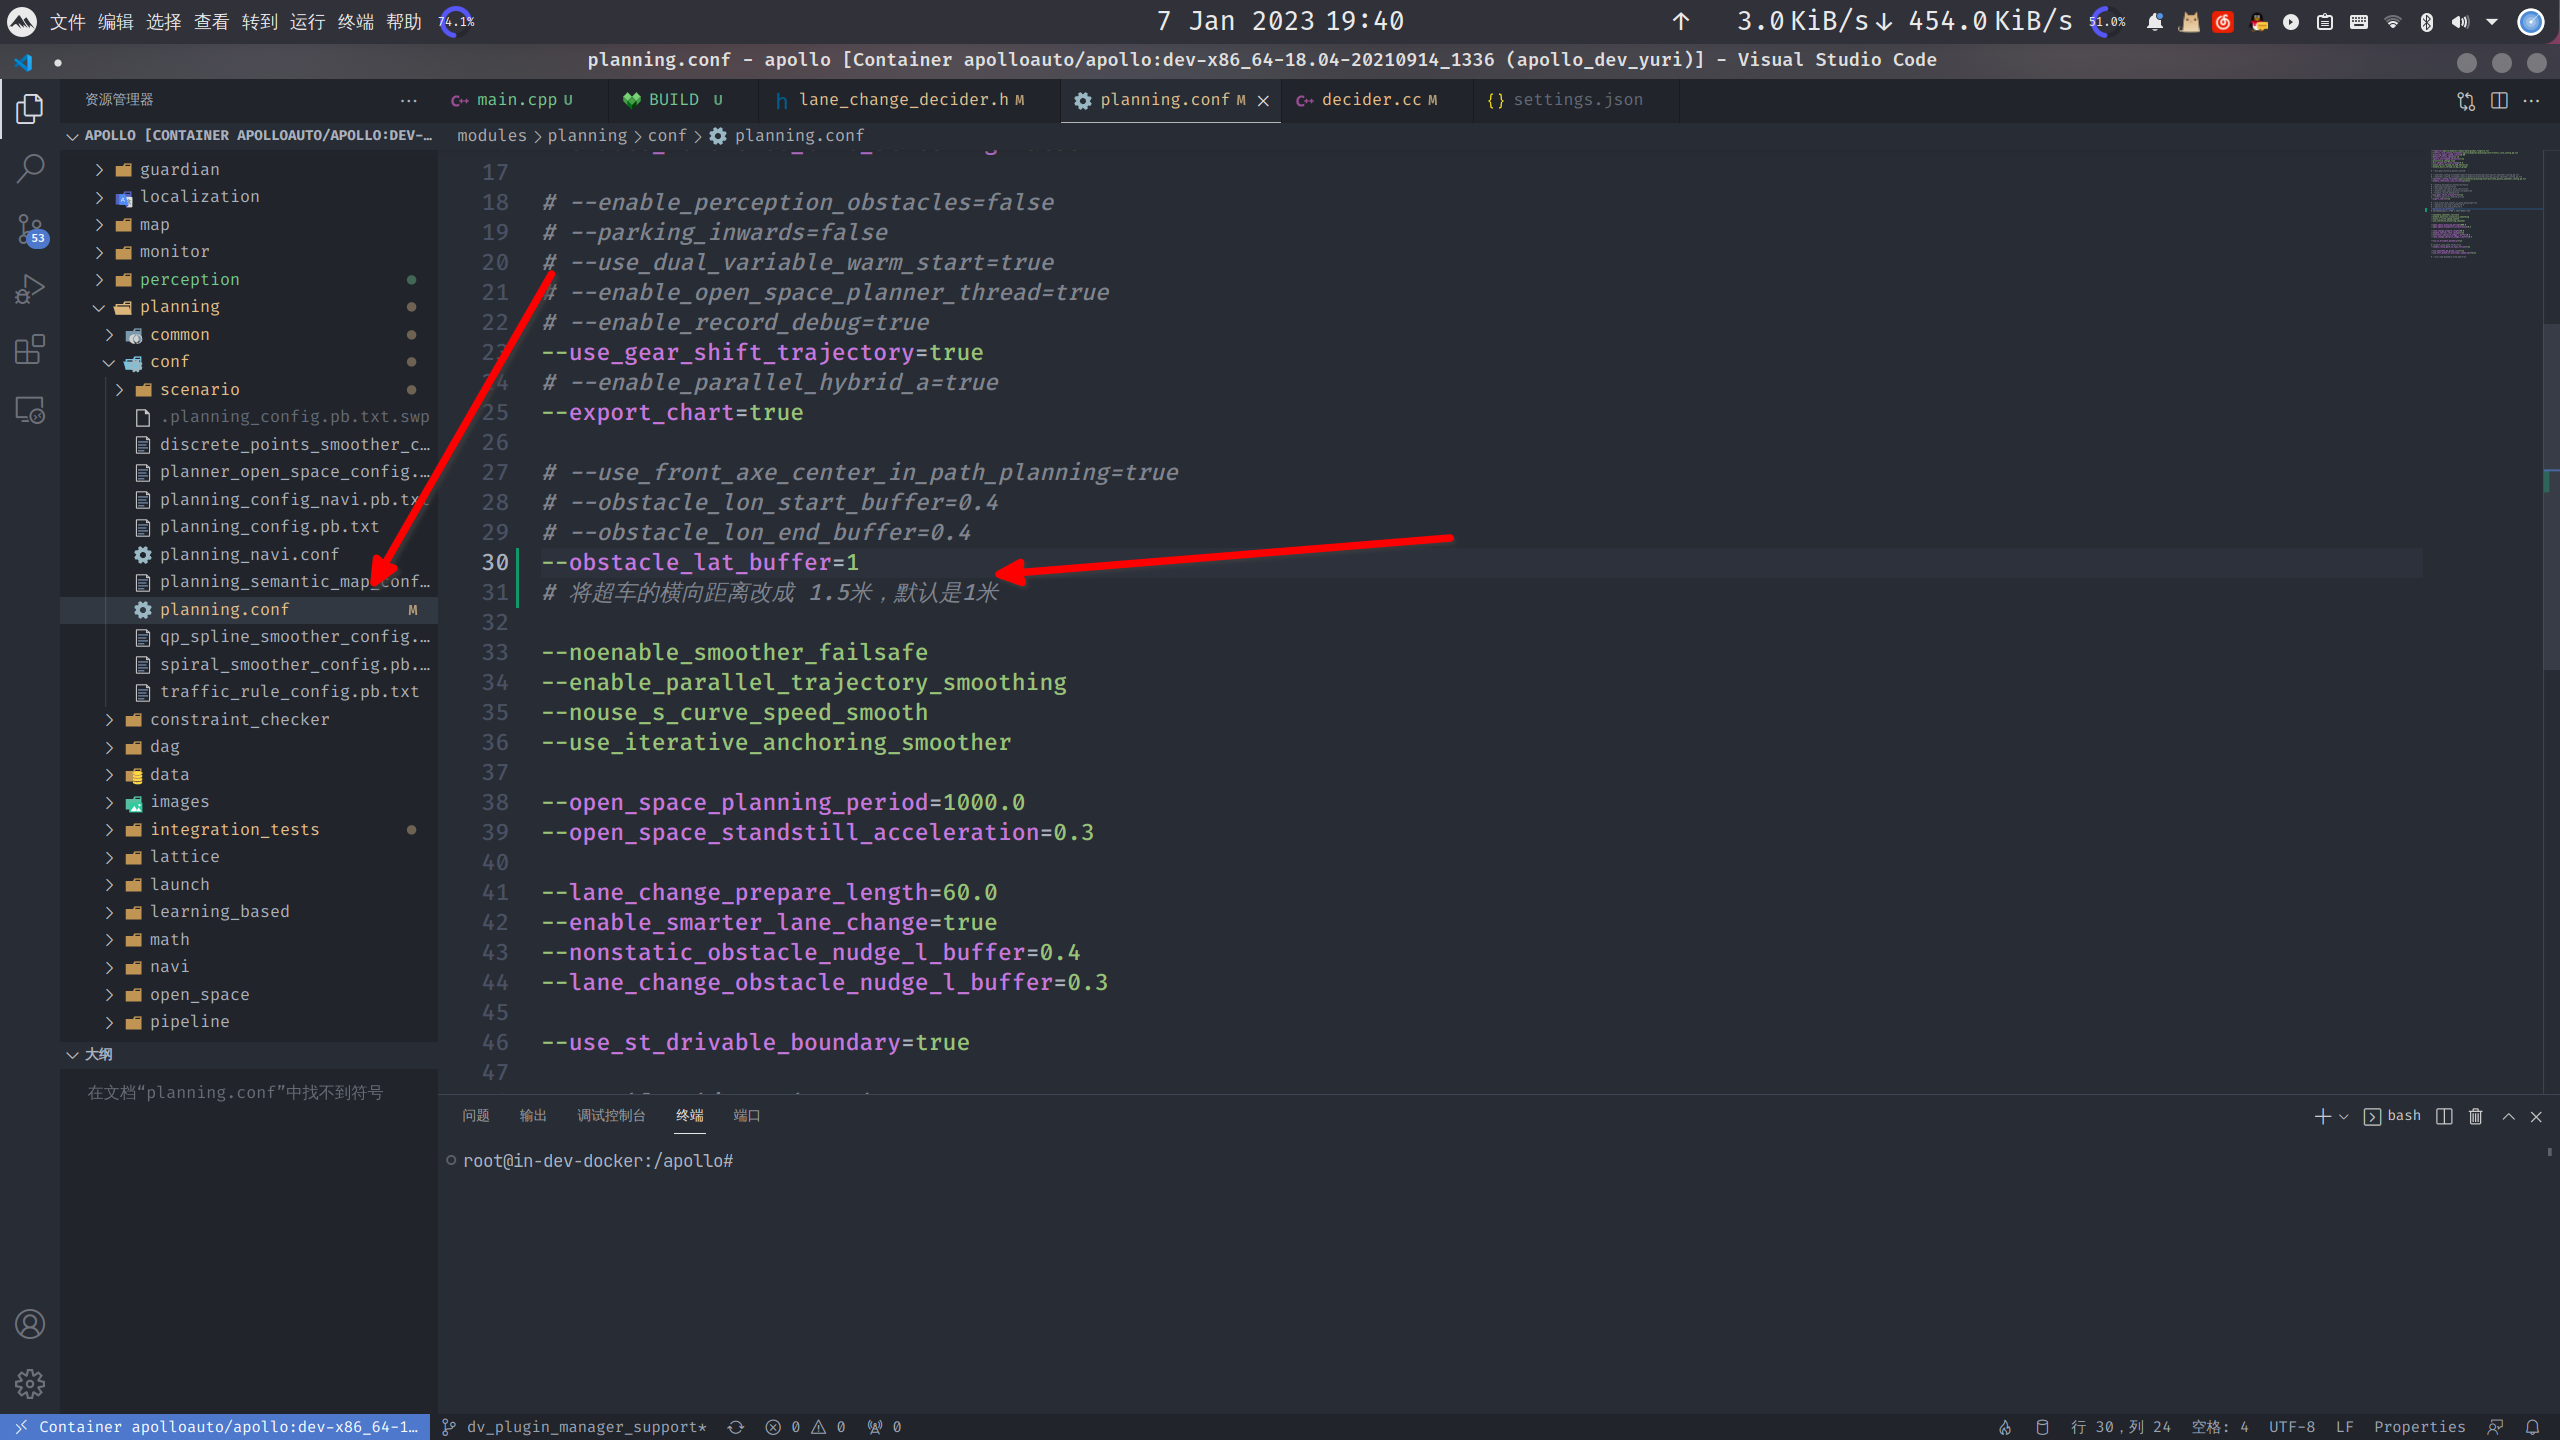 文件 编辑 选择 查看 转到 运行 终端 帮助 74.1% 7 Jan 2023 19:40 ↑ 3.0 KiB/s ↓ 454.0 KiB/s 51.0%
planning.conf - apollo [Container apolloauto/apollo:dev-x86_64-18.04-20210914_1336 (apollo_dev_yuri)] - Visual Studio Code
资源管理器 ···
main.cpp U BUILD U lane_change_decider.h M planning.conf M decider.cc M settings.json
APOLLO [CONTAINER APOLLOAUTO/APOLLO:DEV-...
modules > planning > conf > planning.conf
guardian
localization
map
monitor
perception
planning
common
conf
scenario
.planning_config.pb.txt.swp
discrete_points_smoother_c...
planner_open_space_config....
planning_config_navi.pb.txt
planning_config.pb.txt
planning_navi.conf
planning_semantic_map_conf...
planning.conf M
qp_spline_smoother_config....
spiral_smoother_config.pb....
traffic_rule_config.pb.txt
constraint_checker
dag
data
images
integration_tests
lattice
launch
learning_based
math
navi
open_space
pipeline
大纲
在文档“planning.conf”中找不到符号
53
17
18 # --enable_perception_obstacles=false
19 # --parking_inwards=false
20 # --use_dual_variable_warm_start=true
21 # --enable_open_space_planner_thread=true
22 # --enable_record_debug=true
23 --use_gear_shift_trajectory=true
24 # --enable_parallel_hybrid_a=true
25 --export_chart=true
26
27 # --use_front_axe_center_in_path_planning=true
28 # --obstacle_lon_start_buffer=0.4
29 # --obstacle_lon_end_buffer=0.4
30 --obstacle_lat_buffer=1
31 # 将超车的横向距离改成 1.5米，默认是1米
32
33 --noenable_smoother_failsafe
34 --enable_parallel_trajectory_smoothing
35 --nouse_s_curve_speed_smooth
36 --use_iterative_anchoring_smoother
37
38 --open_space_planning_period=1000.0
39 --open_space_standstill_acceleration=0.3
40
41 --lane_change_prepare_length=60.0
42 --enable_smarter_lane_change=true
43 --nonstatic_obstacle_nudge_l_buffer=0.4
44 --lane_change_obstacle_nudge_l_buffer=0.3
45
46 --use_st_drivable_boundary=true
47
问题 输出 调试控制台 终端 端口 bash
root@in-dev-docker:/apollo#
Container apolloauto/apollo:dev-x86_64-1... dv_plugin_manager_support* 0 0 0 行 30，列 24 空格: 4 UTF-8 LF Properties